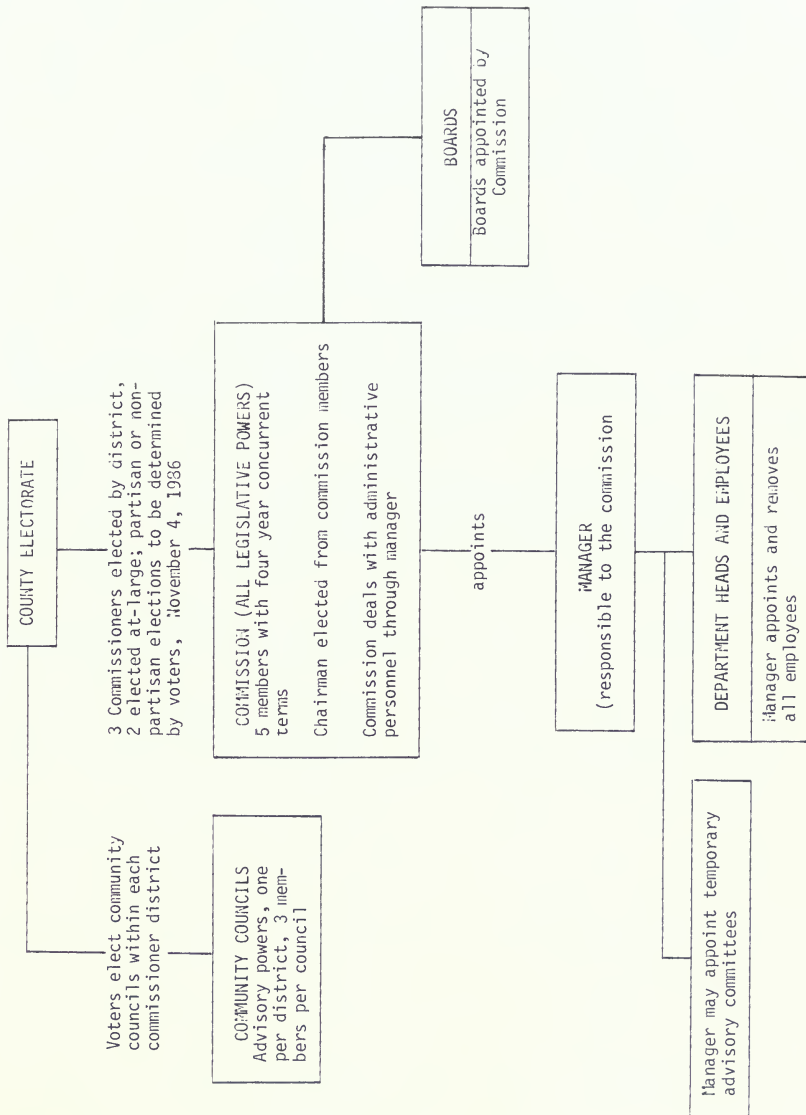 COUNTY ELECTORATE
Voters elect community
councils within each
commissioner district
3 Commissioners elected by district,
2 elected at-large; partisan or non-
partisan elections to be determined
by voters, November 4, 1986
COMMUNITY COUNCILS
Advisory powers, one
per district, 3 mem-
bers per council
COMMISSION (ALL LEGISLATIVE POWERS)
5 members with four year concurrent
terms
Chairman elected from commission members
Commission deals with administrative
personnel through manager
BOARDS
Boards appointed by
Commission
appoints
MANAGER
(responsible to the commission)
Manager may appoint temporary
advisory committees
DEPARTMENT HEADS AND EMPLOYEES
Manager appoints and removes
all employees